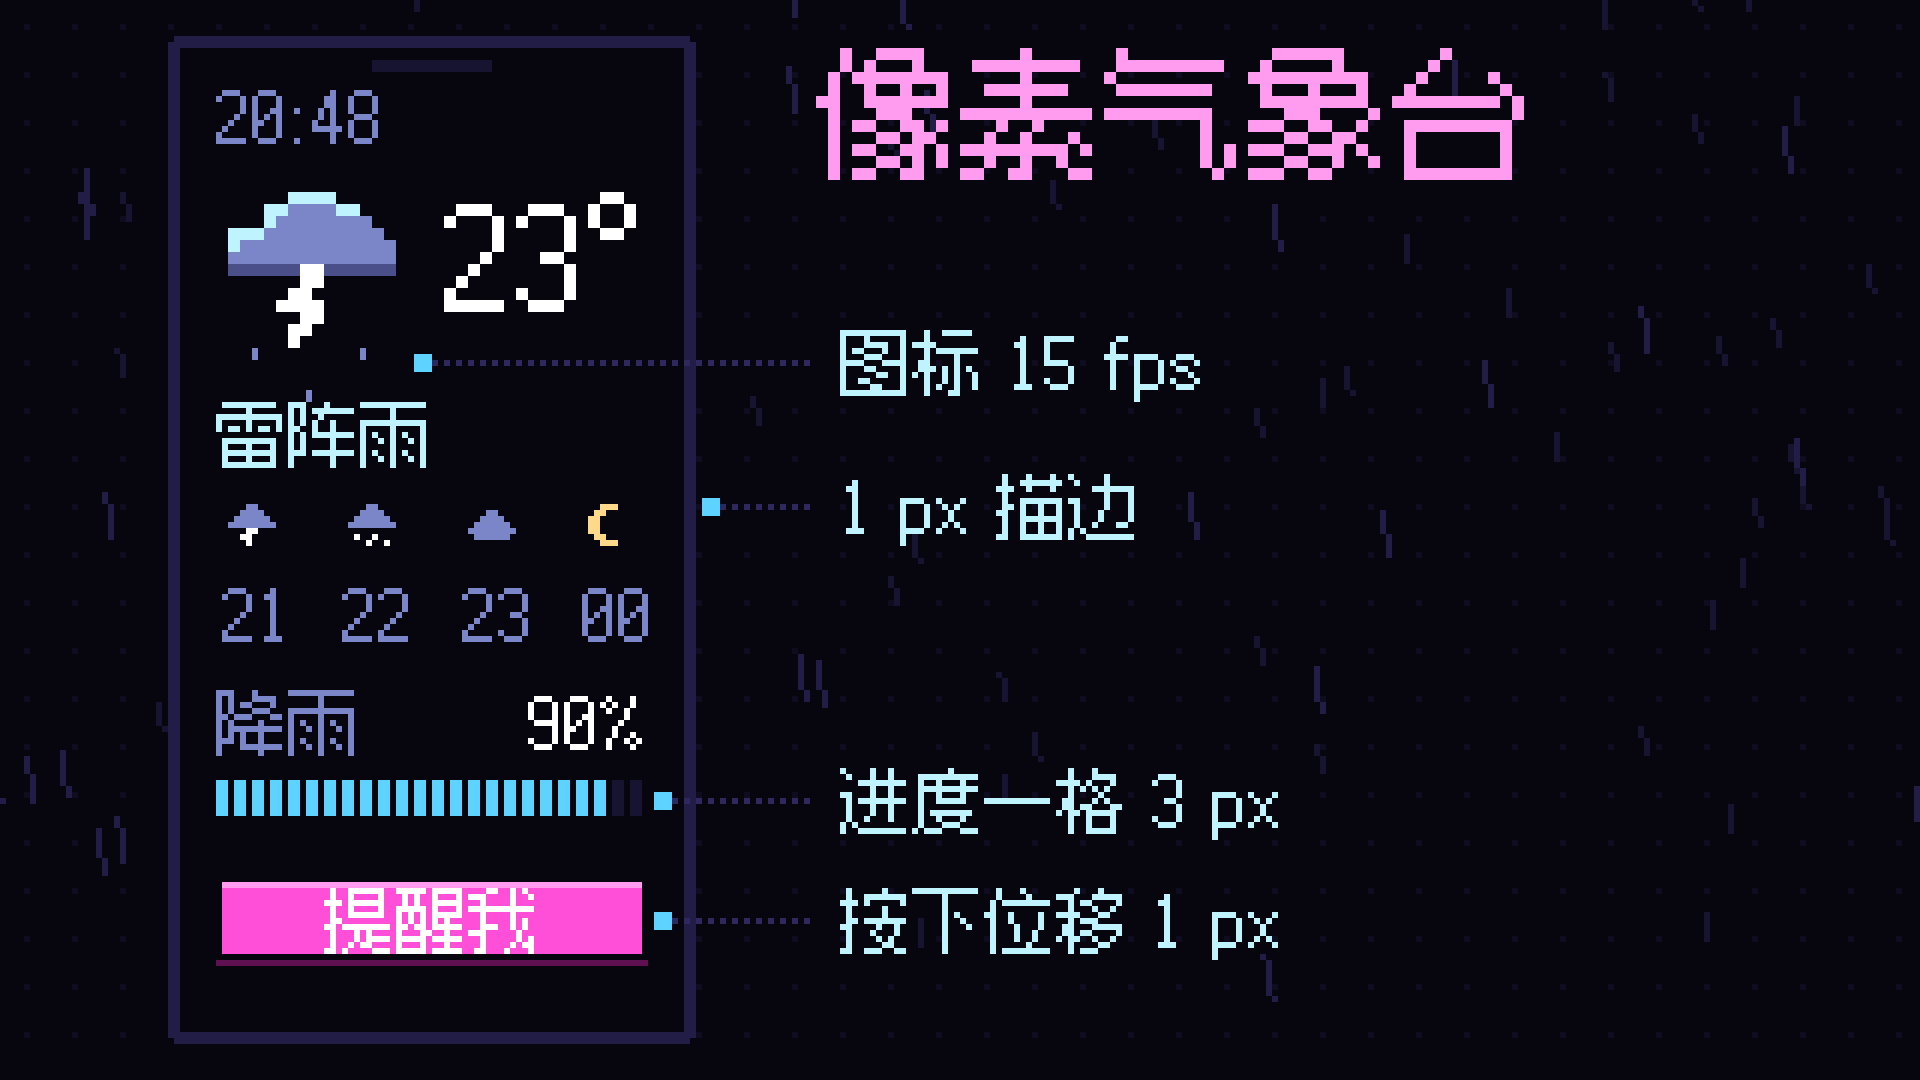 20:48
23°
雷阵雨
21 22 23 00
降雨 90%
提醒我
像素气象台
图标 15 fps
1 px 描边
进度一格 3 px
按下位移 1 px